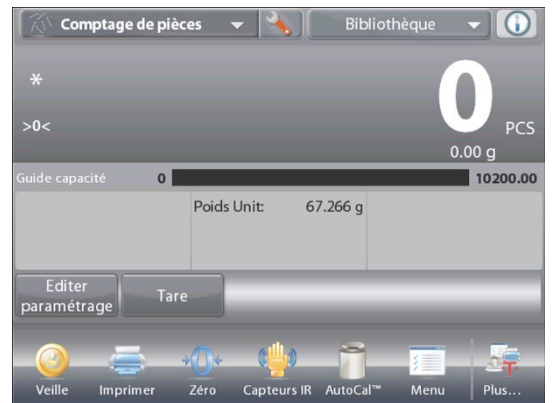 Comptage de pièces Bibliothèque
*
0
>0< PCS
0.00 g
Guide capacité 0 10200.00
Poids Unit: 67.266 g
Editer paramétrage Tare
Veille Imprimer Zéro Capteurs IR AutoCal™ Menu Plus...